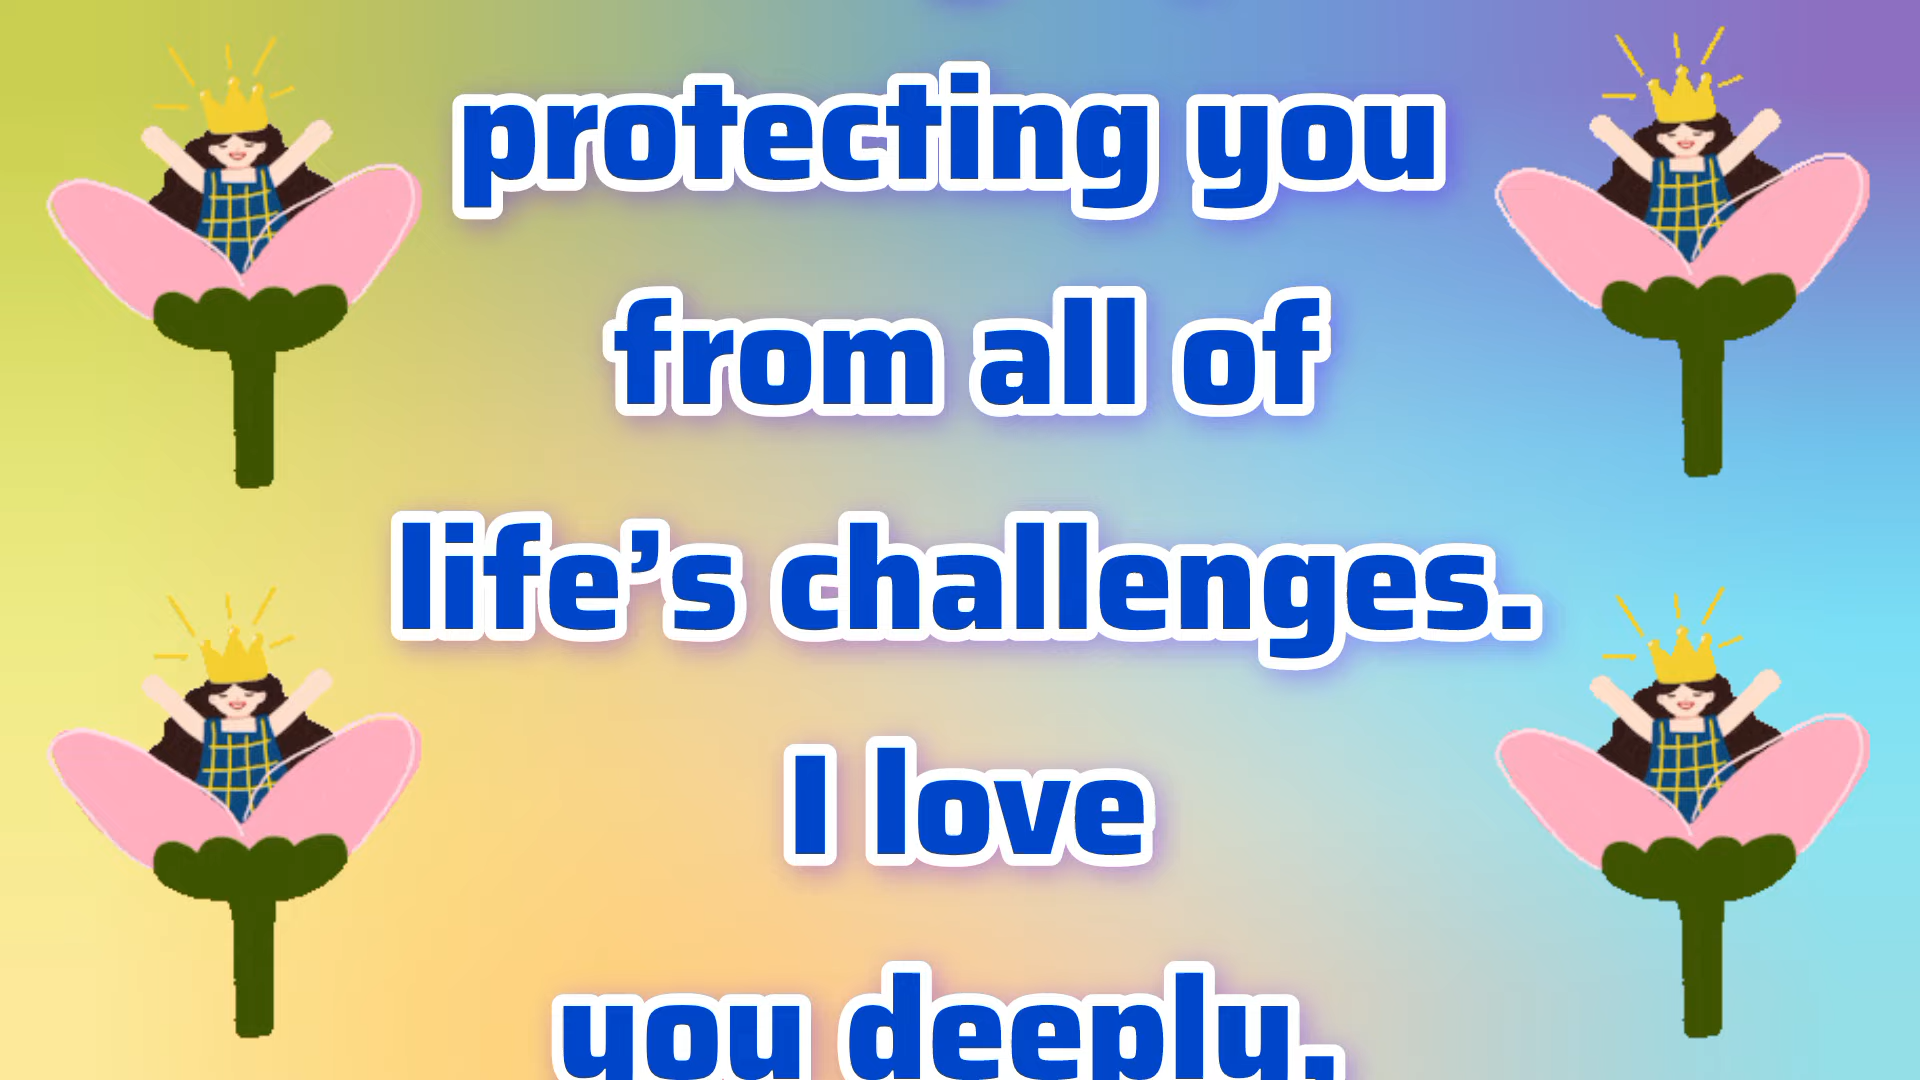 protecting you
from all of
life’s challenges.
I love
you deeply,